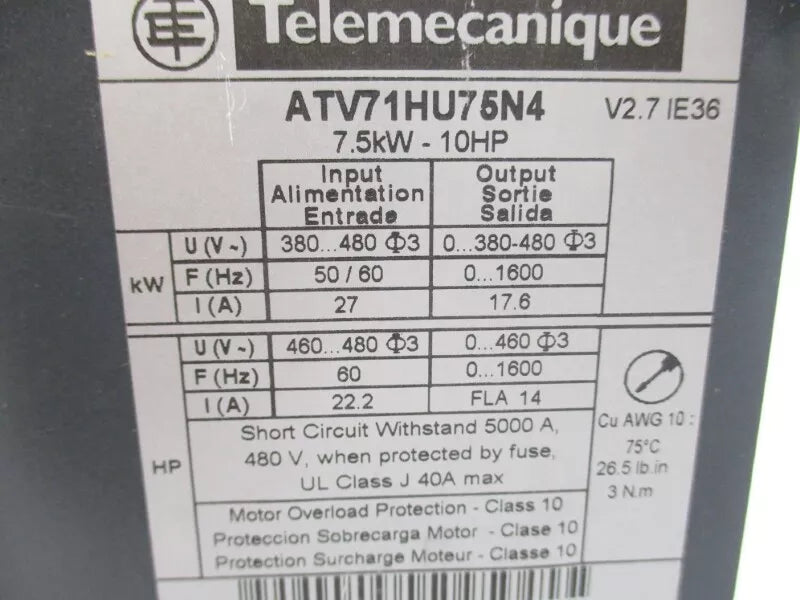 Telemecanique
ATV71HU75N4 V2.7 IE36
7.5kW - 10HP
Input Output
Alimentation Sortie
Entrade Salida
kW
U (V~) 380...480 Φ3 0...380-480 Φ3
F (Hz) 50 / 60 0...1600
I (A) 27 17.6
HP
U (V~) 460...480 Φ3 0...460 Φ3
F (Hz) 60 0...1600
I (A) 22.2 FLA 14
Short Circuit Withstand 5000 A,
480 V, when protected by fuse,
UL Class J 40A max
Motor Overload Protection - Class 10
Proteccion Sobrecarga Motor - Clase 10
Protection Surcharge Moteur - Classe 10
Cu AWG 10 :
75°C
26.5 lb.in
3 N.m